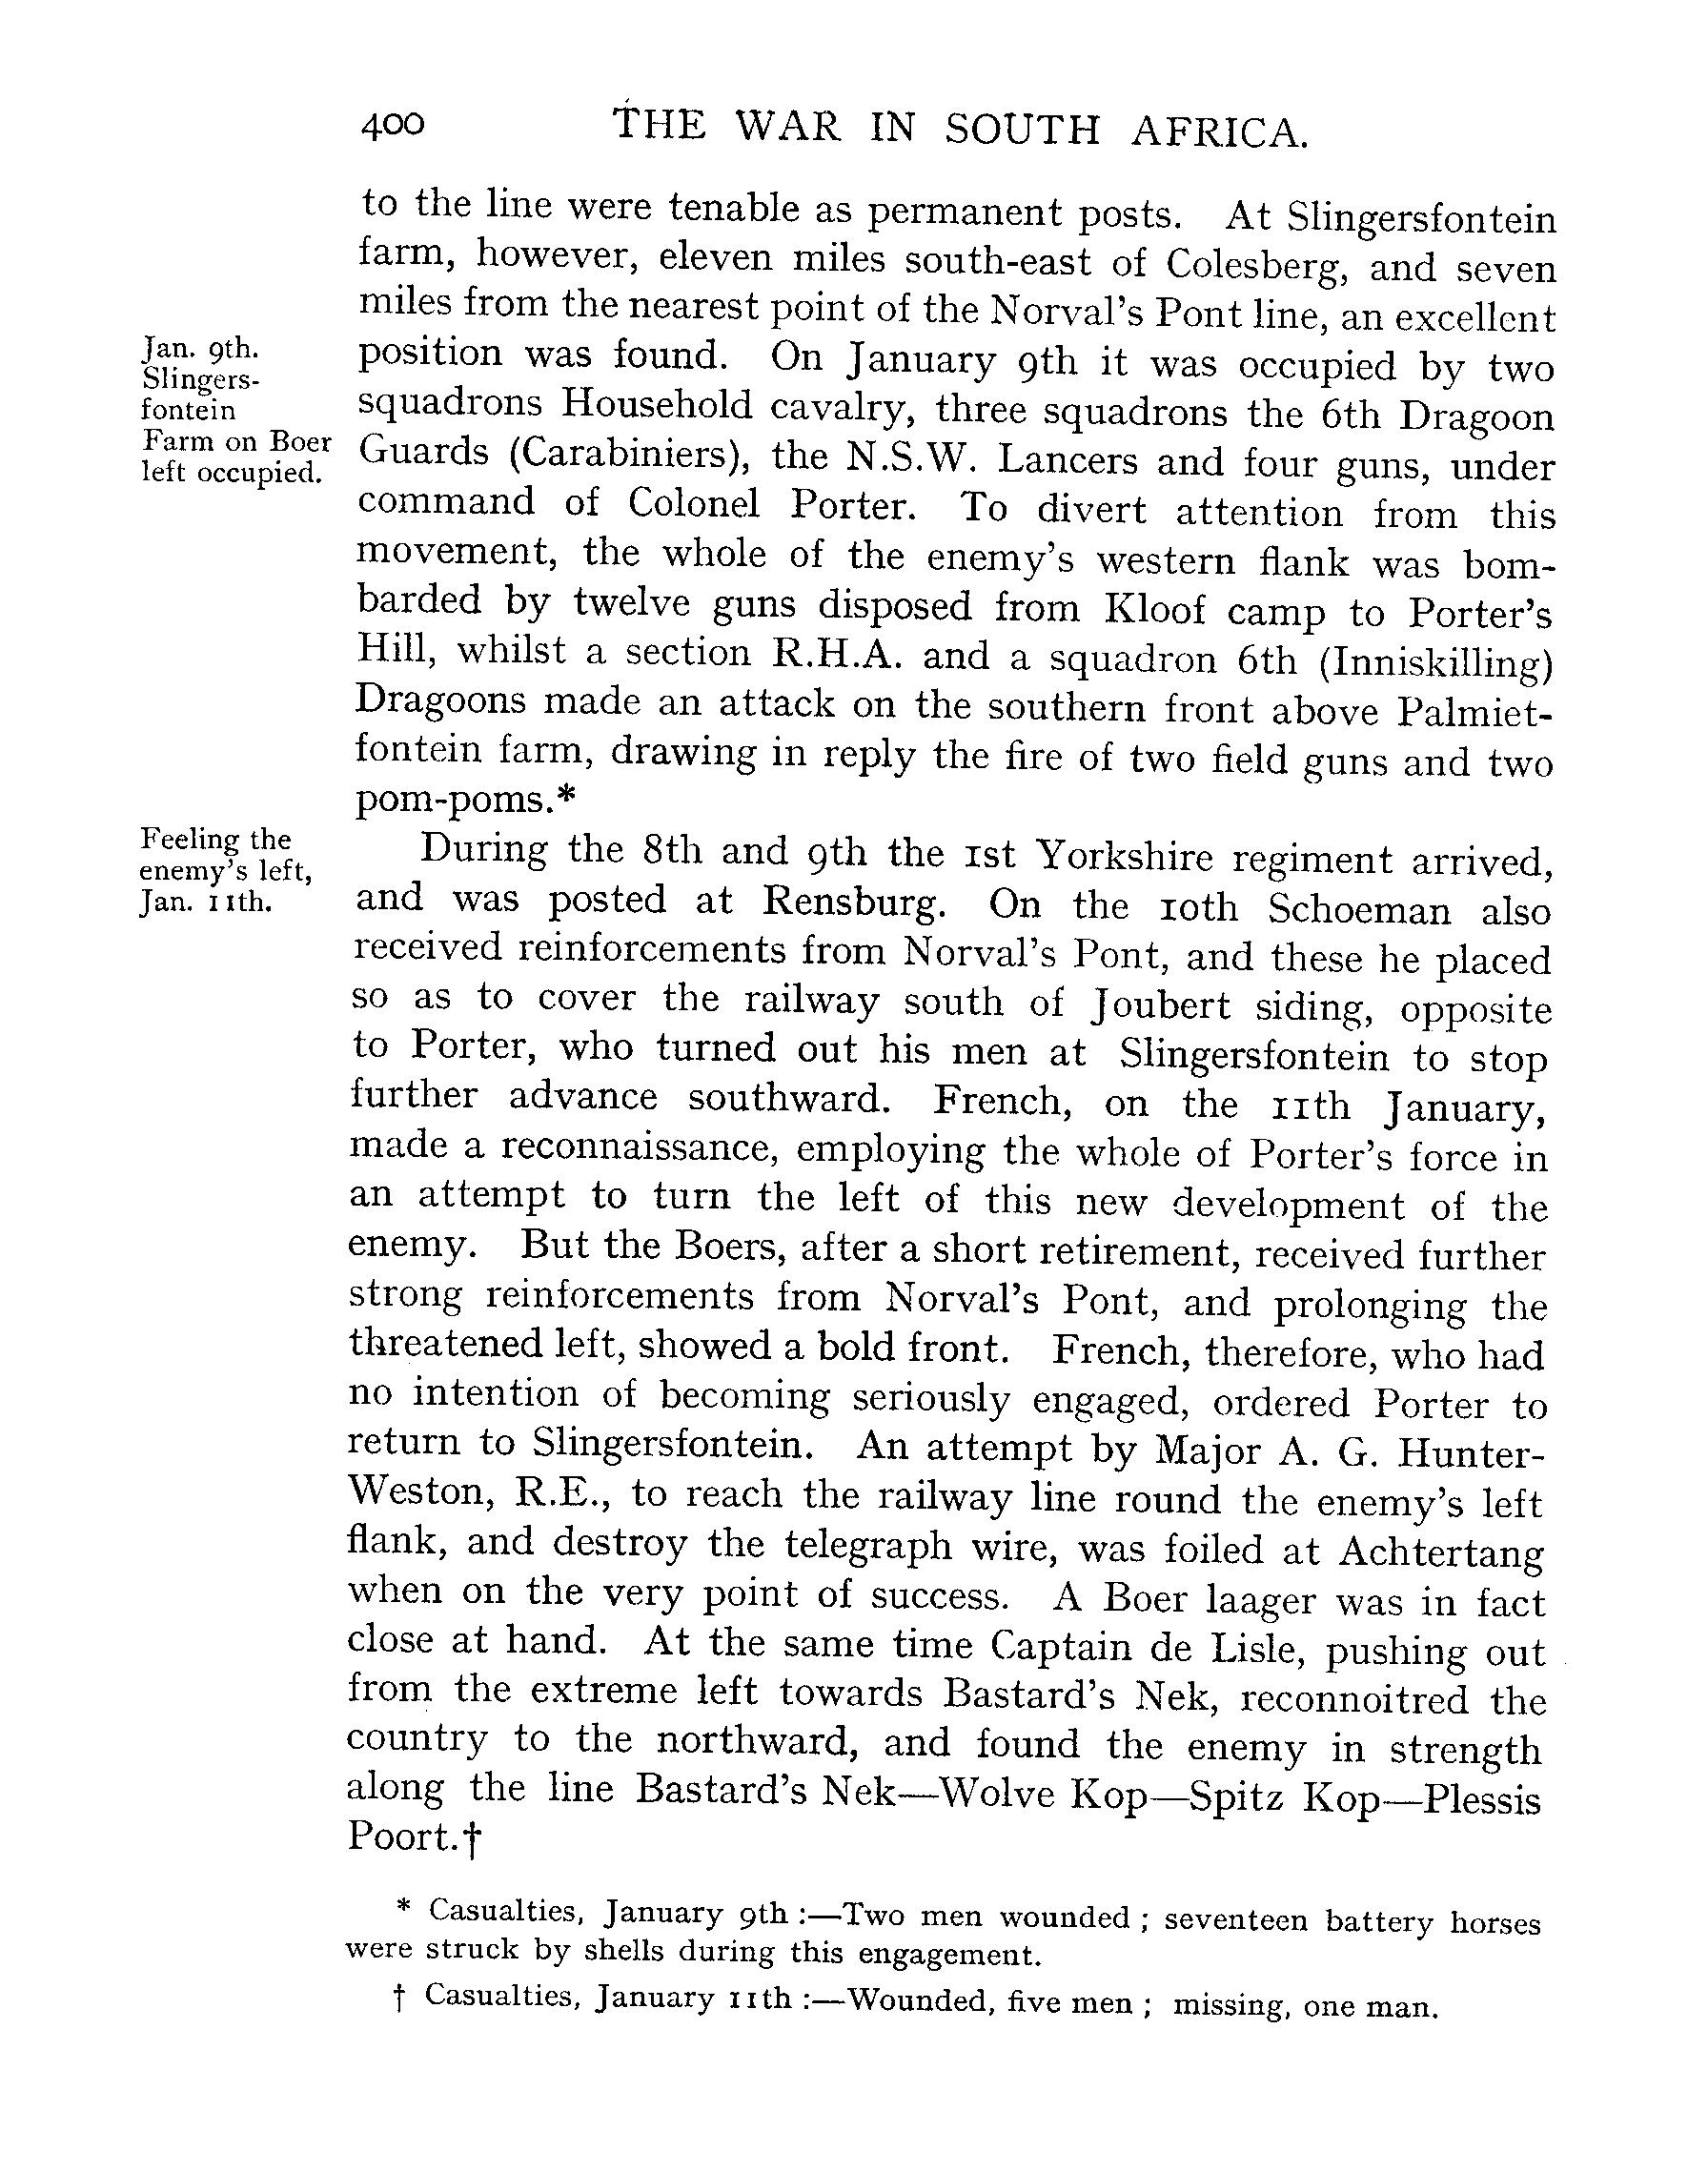 400 THE WAR IN SOUTH AFRICA.
to the line were tenable as permanent posts. At Slingersfontein
farm, however, eleven miles south-east of Colesberg, and seven
miles from the nearest point of the Norval's Pont line, an excellent
Jan. 9th.
Slingers-
fontein
Farm on Boer
left occupied.
position was found. On January 9th it was occupied by two
squadrons Household cavalry, three squadrons the 6th Dragoon
Guards (Carabiniers), the N.S.W. Lancers and four guns, under
command of Colonel Porter. To divert attention from this
movement, the whole of the enemy's western flank was bom-
barded by twelve guns disposed from Kloof camp to Porter's
Hill, whilst a section R.H.A. and a squadron 6th (Inniskilling)
Dragoons made an attack on the southern front above Palmiet-
fontein farm, drawing in reply the fire of two field guns and two
pom-poms.*
Feeling the
enemy's left,
Jan. 11th.
During the 8th and 9th the 1st Yorkshire regiment arrived,
and was posted at Rensburg. On the 10th Schoeman also
received reinforcements from Norval's Pont, and these he placed
so as to cover the railway south of Joubert siding, opposite
to Porter, who turned out his men at Slingersfontein to stop
further advance southward. French, on the 11th January,
made a reconnaissance, employing the whole of Porter's force in
an attempt to turn the left of this new development of the
enemy. But the Boers, after a short retirement, received further
strong reinforcements from Norval's Pont, and prolonging the
threatened left, showed a bold front. French, therefore, who had
no intention of becoming seriously engaged, ordered Porter to
return to Slingersfontein. An attempt by Major A. G. Hunter-
Weston, R.E., to reach the railway line round the enemy's left
flank, and destroy the telegraph wire, was foiled at Achtertang
when on the very point of success. A Boer laager was in fact
close at hand. At the same time Captain de Lisle, pushing out
from the extreme left towards Bastard's Nek, reconnoitred the
country to the northward, and found the enemy in strength
along the line Bastard's Nek—Wolve Kop—Spitz Kop—Plessis
Poort.†
* Casualties, January 9th :—Two men wounded ; seventeen battery horses
were struck by shells during this engagement.
† Casualties, January 11th :—Wounded, five men ; missing, one man.